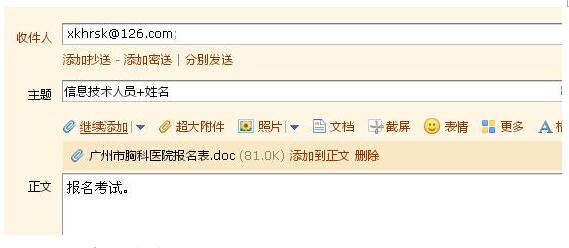 收件人 xkhrsk@126.com;
添加抄送 - 添加密送 | 分别发送
主题 信息技术人员+姓名
继续添加 超大附件 照片 文档 截屏 表情 更多 A
广州市胸科医院报名表.doc (81.0K) 添加到正文 删除
正文 报名考试。